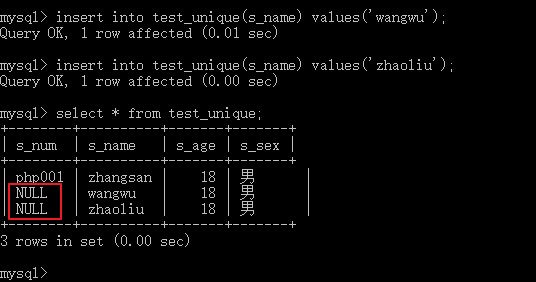 mysql> insert into test_unique(s_name) values('wangwu');
Query OK, 1 row affected (0.01 sec)
mysql> insert into test_unique(s_name) values('zhaoliu');
Query OK, 1 row affected (0.00 sec)
mysql> select * from test_unique;
+--------+----------+-------+-------+
| s_num  | s_name   | s_age | s_sex |
+--------+----------+-------+-------+
| php001 | zhangsan |    18 | 男    |
| NULL   | wangwu   |    18 | 男    |
| NULL   | zhaoliu  |    18 | 男    |
+--------+----------+-------+-------+
3 rows in set (0.00 sec)
mysql>